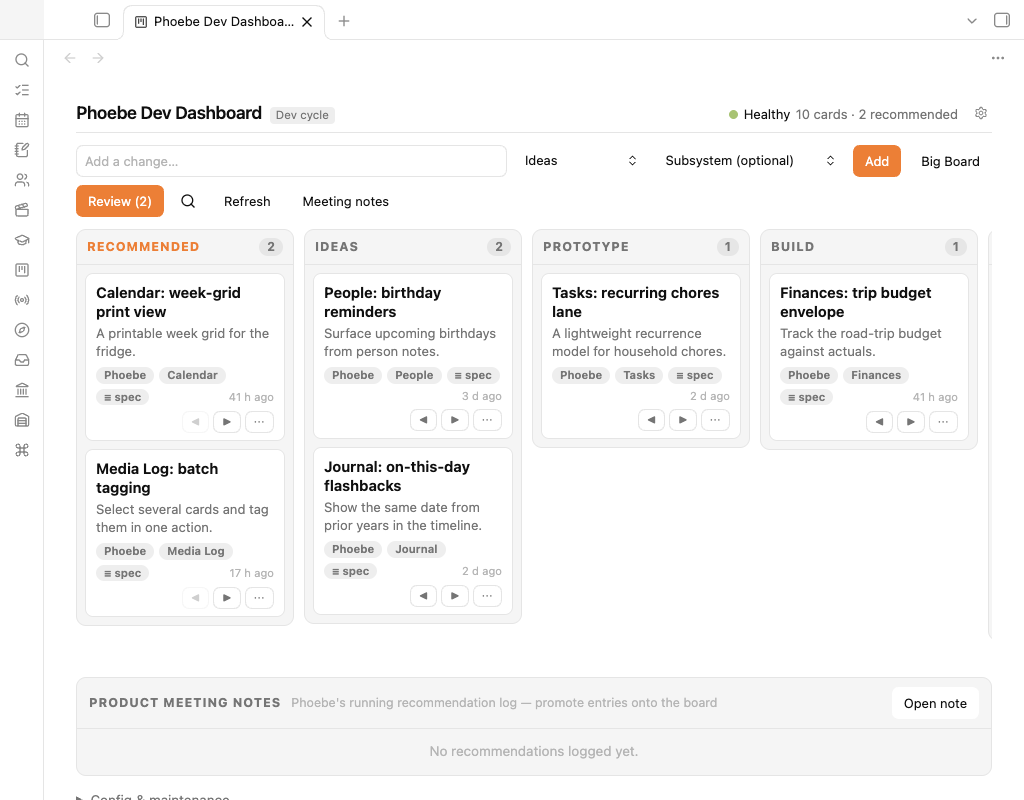 Phoebe Dev Dashboa...
Phoebe Dev Dashboard Dev cycle
Healthy 10 cards · 2 recommended
Add a change...
Ideas
Subsystem (optional)
Add
Big Board
Review (2)
Refresh
Meeting notes
RECOMMENDED 2
Calendar: week-grid
print view
A printable week grid for the
fridge.
Phoebe Calendar
≡ spec 41 h ago
Media Log: batch
tagging
Select several cards and tag
them in one action.
Phoebe Media Log
≡ spec 17 h ago
IDEAS 2
People: birthday
reminders
Surface upcoming birthdays
from person notes.
Phoebe People ≡ spec
3 d ago
Journal: on-this-day
flashbacks
Show the same date from
prior years in the timeline.
Phoebe Journal
≡ spec 2 d ago
PROTOTYPE 1
Tasks: recurring chores
lane
A lightweight recurrence
model for household chores.
Phoebe Tasks ≡ spec
2 d ago
BUILD 1
Finances: trip budget
envelope
Track the road-trip budget
against actuals.
Phoebe Finances
≡ spec 41 h ago
PRODUCT MEETING NOTES Phoebe's running recommendation log — promote entries onto the board
Open note
No recommendations logged yet.
Config & maintenance